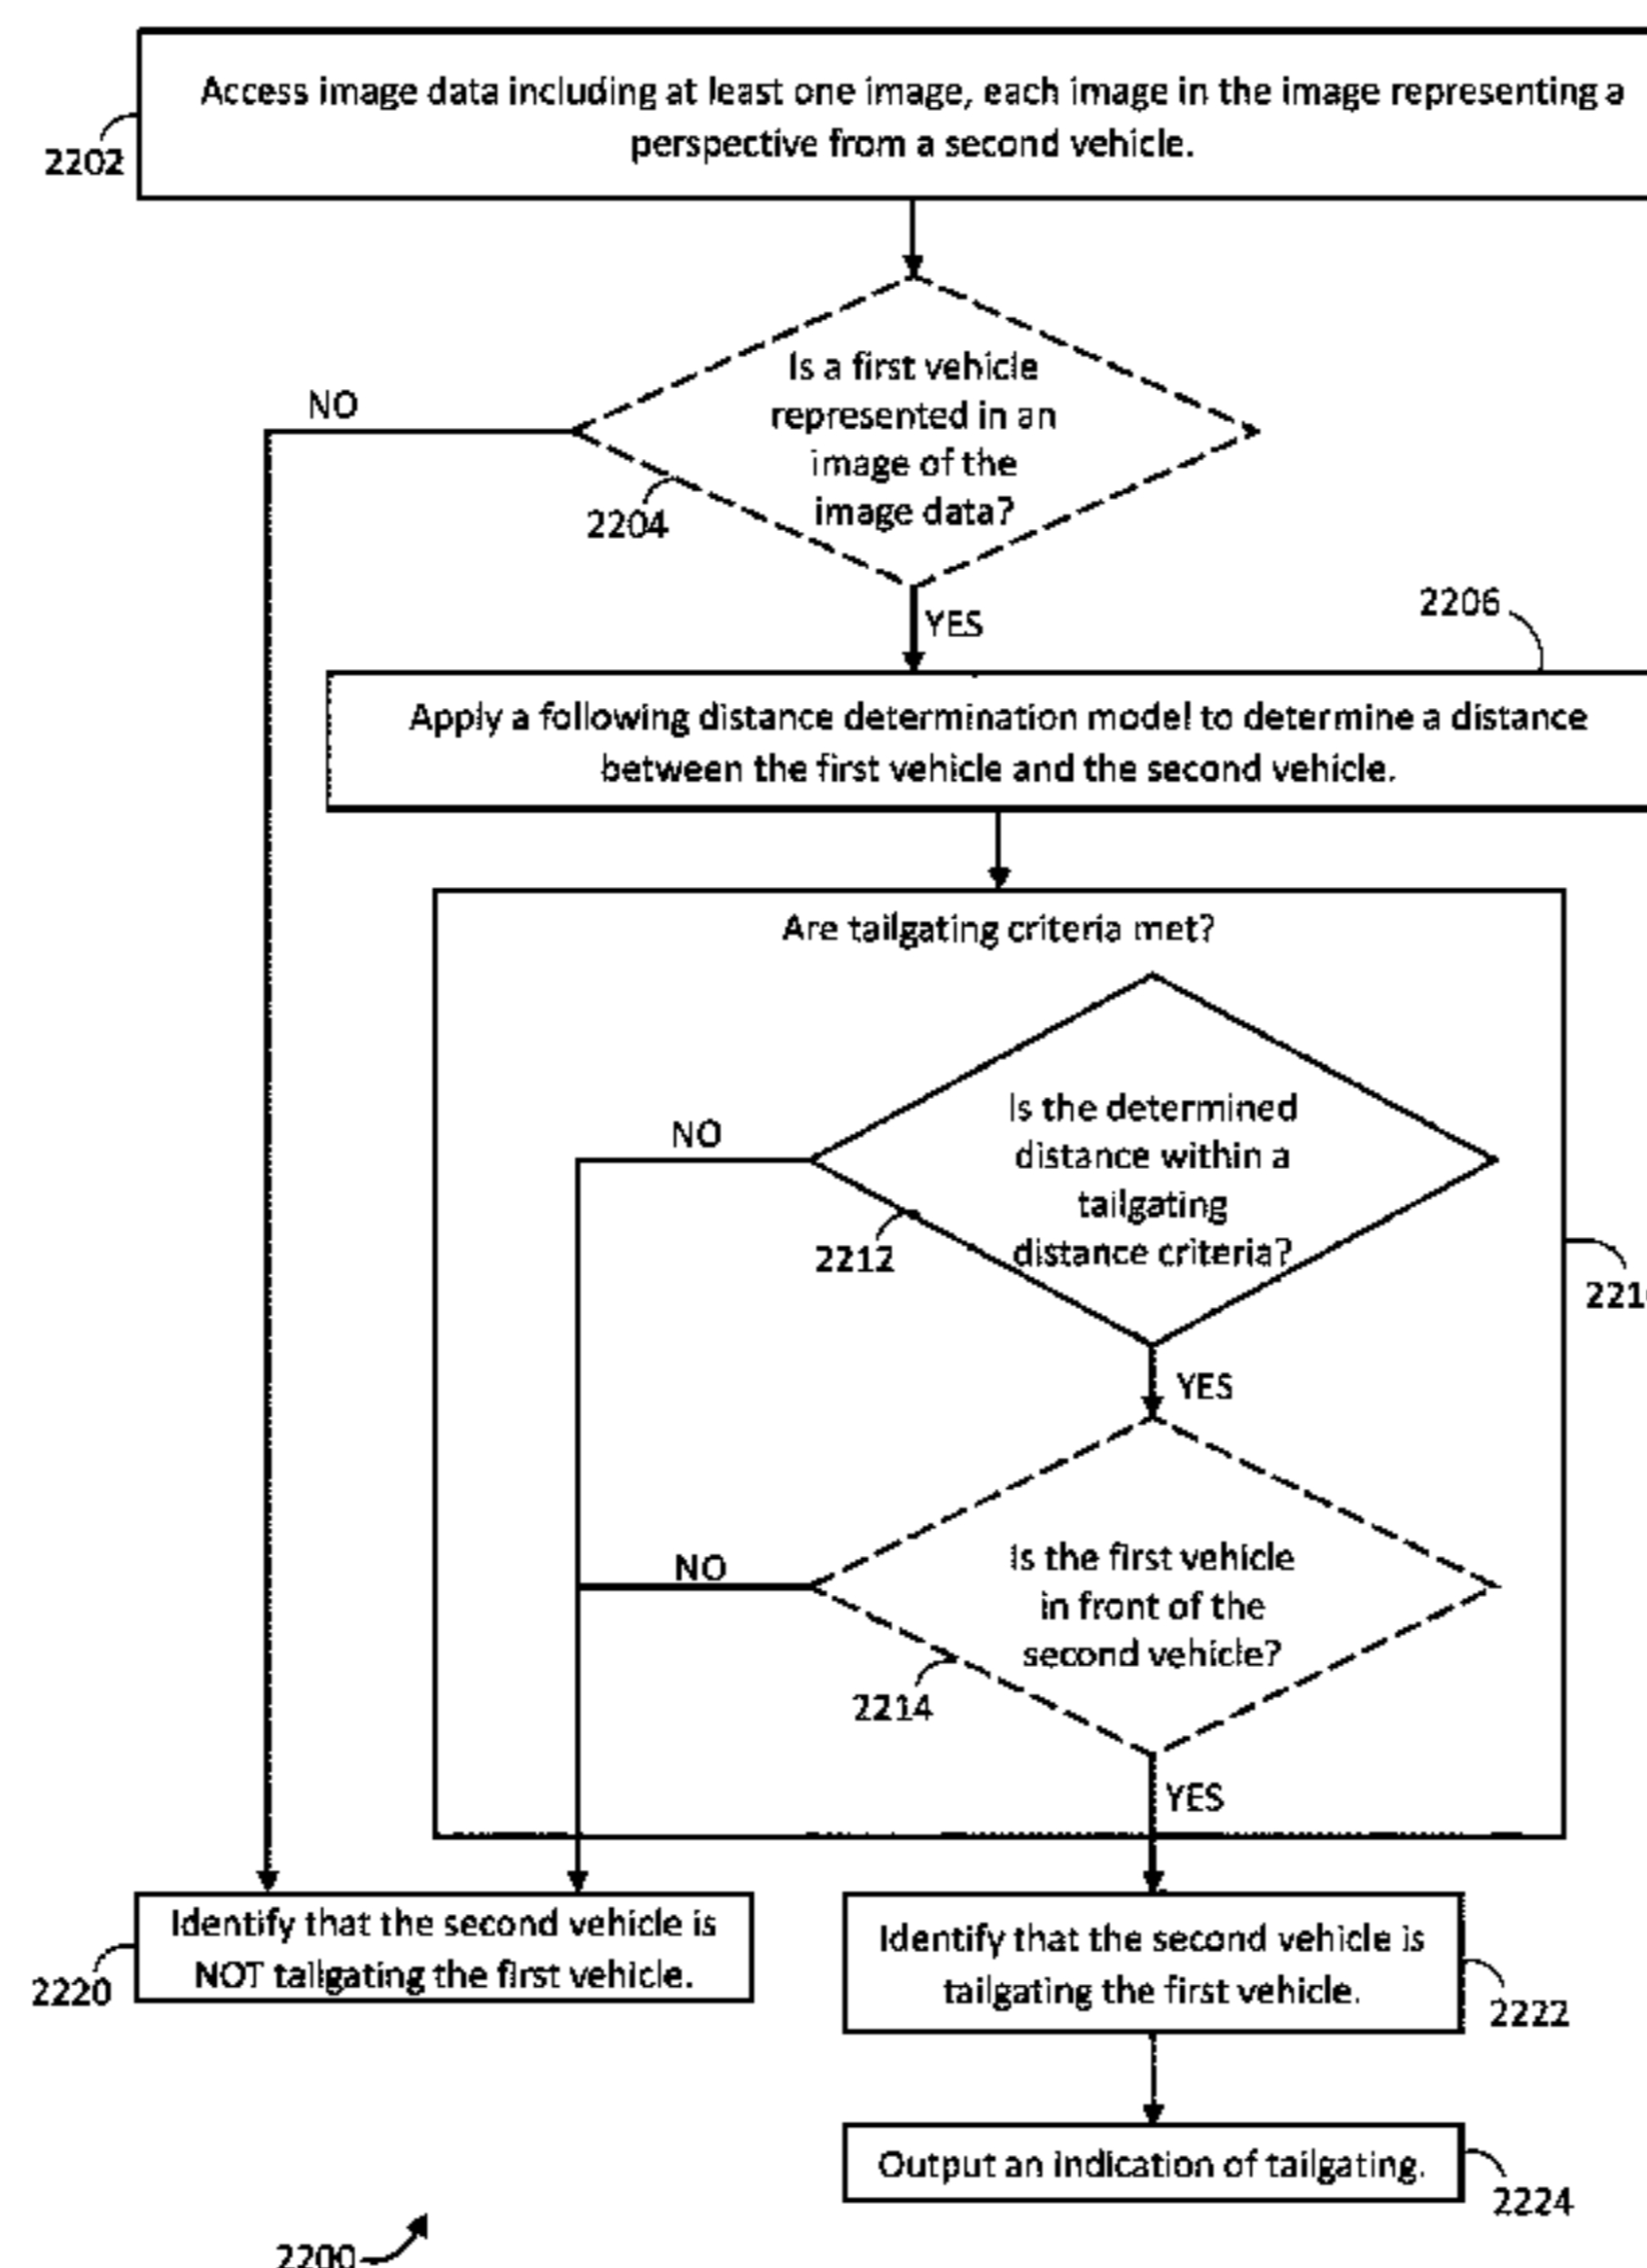 Access image data including at least one image, each image in the image representing a
perspective from a second vehicle.
2202
Is a first vehicle
represented in an
image of the
image data?
NO
2204
YES
2206
Apply a following distance determination model to determine a distance
between the first vehicle and the second vehicle.
Are tailgating criteria met?
Is the determined
distance within a
tailgating
distance criteria?
NO
2212
YES
Is the first vehicle
in front of the
second vehicle?
NO
2214
YES
Identify that the second vehicle is
NOT tailgating the first vehicle.
2220
Identify that the second vehicle is
tailgating the first vehicle.
2222
Output an indication of tailgating.
2224
2200